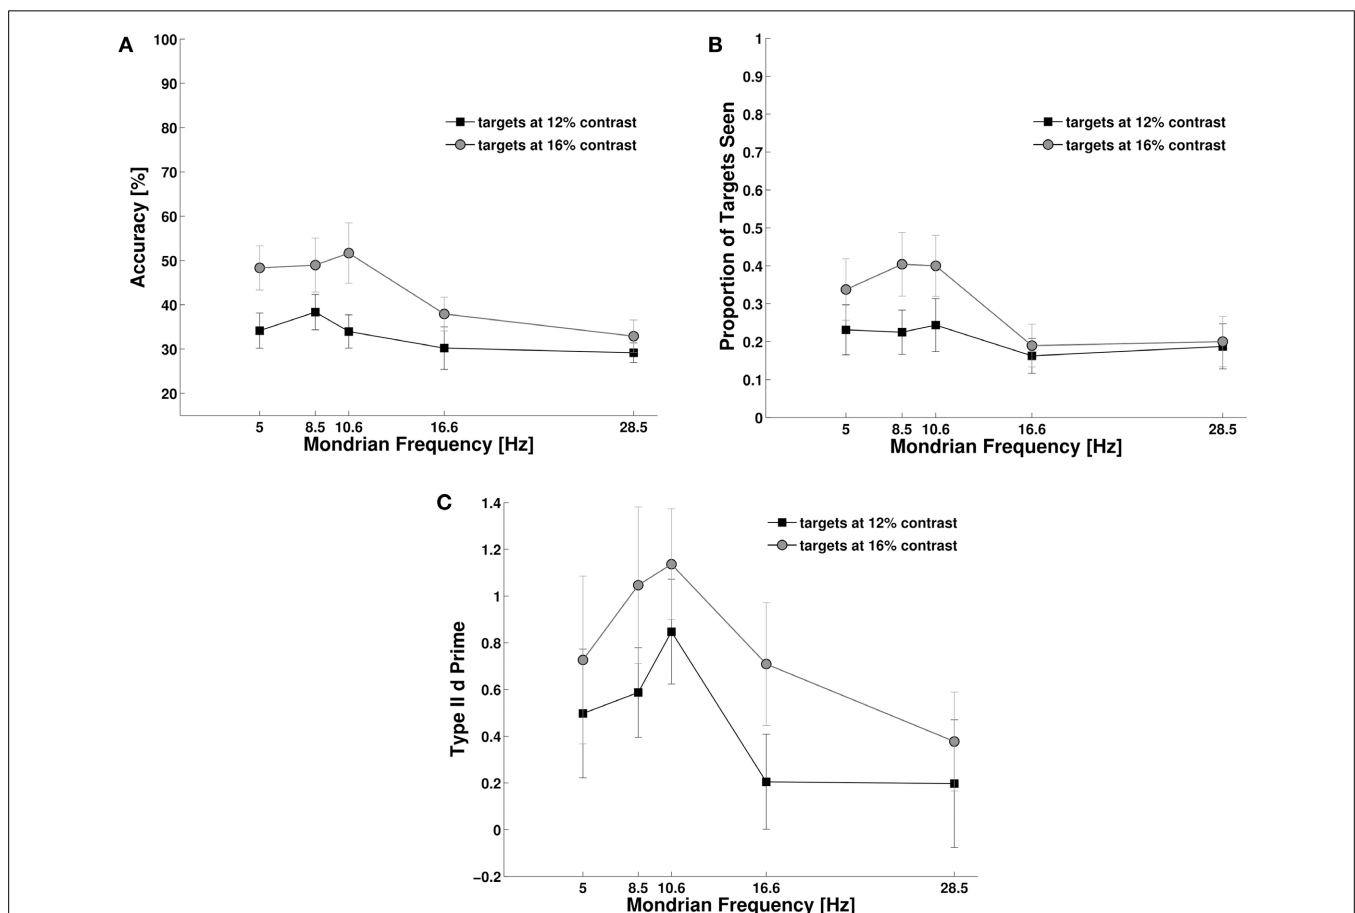 A
100
90
80
70
60
50
40
30
20
Accuracy [%]
targets at 12% contrast
targets at 16% contrast
5 8.5 10.6 16.6 28.5
Mondrian Frequency [Hz]
B
1
0.9
0.8
0.7
0.6
0.5
0.4
0.3
0.2
0.1
0
Proportion of Targets Seen
targets at 12% contrast
targets at 16% contrast
5 8.5 10.6 16.6 28.5
Mondrian Frequency [Hz]
C
1.4
1.2
1
0.8
0.6
0.4
0.2
0
−0.2
Type II d Prime
targets at 12% contrast
targets at 16% contrast
5 8.5 10.6 16.6 28.5
Mondrian Frequency [Hz]